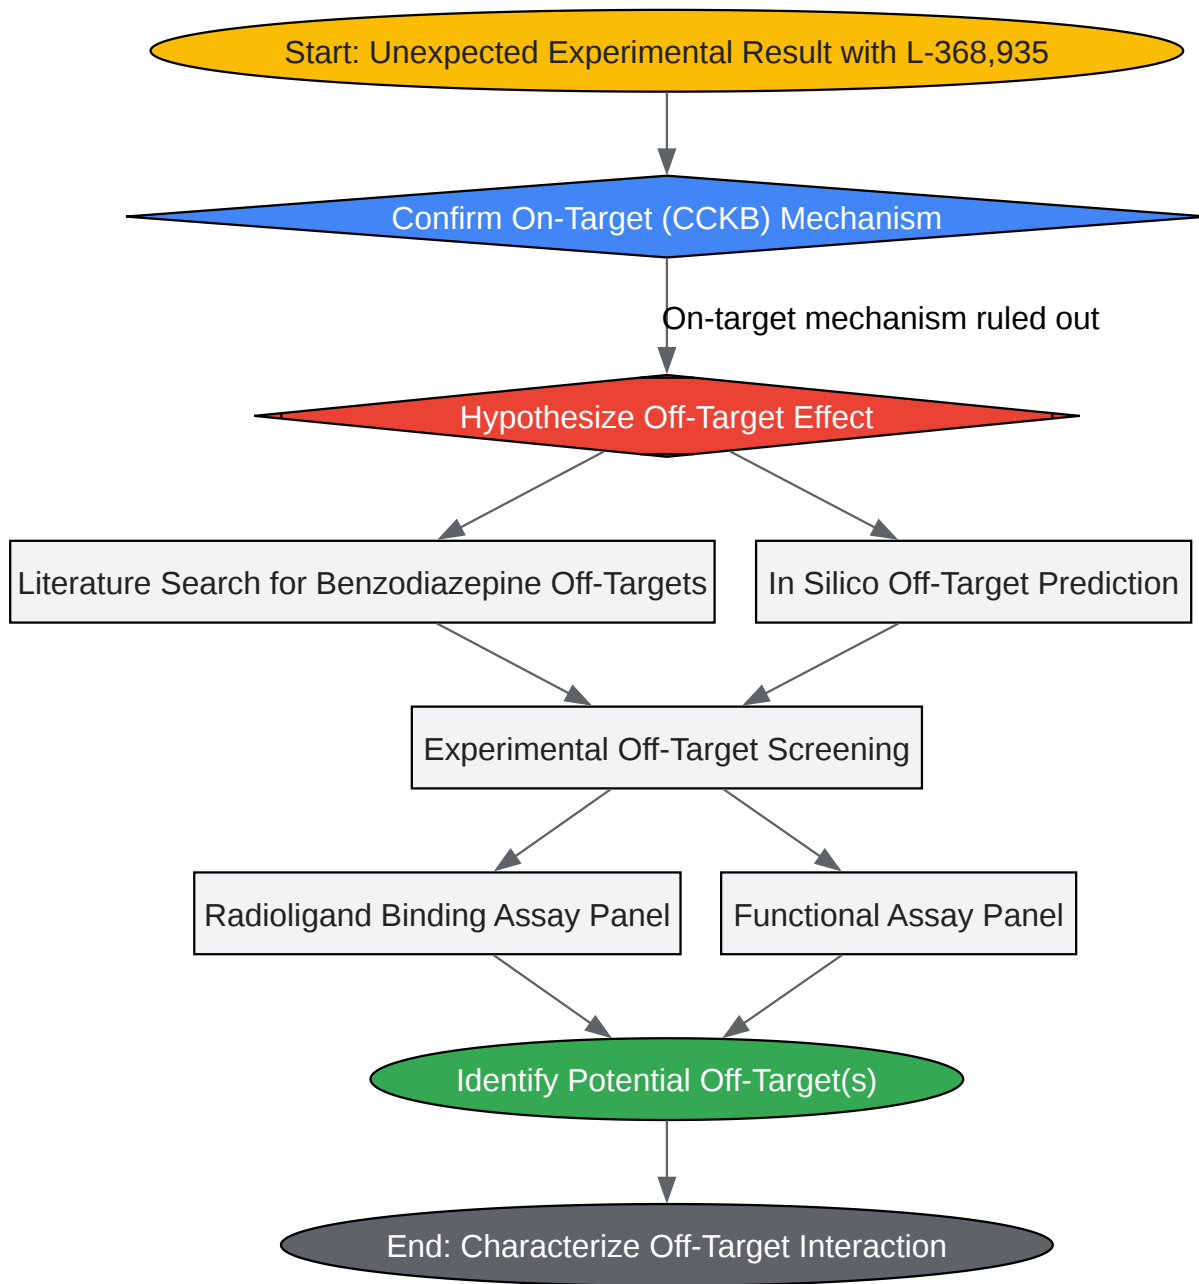 Start: Unexpected Experimental Result with L-368,935
Confirm On-Target (CCKB) Mechanism
On-target mechanism ruled out
Hypothesize Off-Target Effect
Literature Search for Benzodiazepine Off-Targets
In Silico Off-Target Prediction
Experimental Off-Target Screening
Radioligand Binding Assay Panel
Functional Assay Panel
Identify Potential Off-Target(s)
End: Characterize Off-Target Interaction